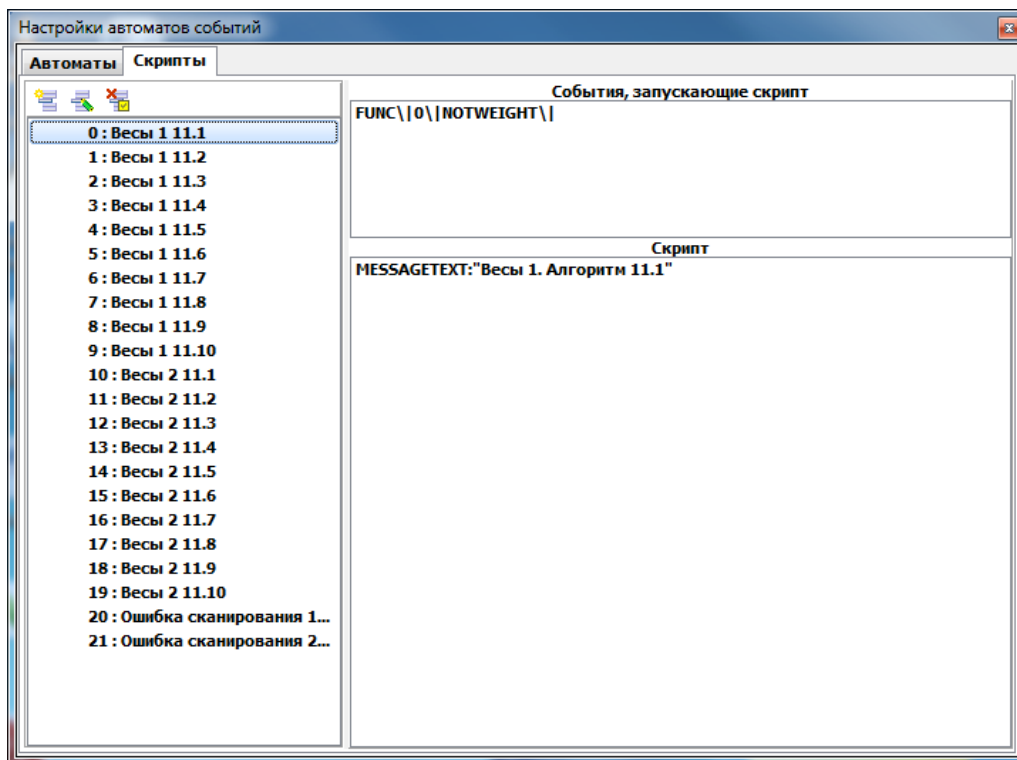 Настройки автоматов событий
Автоматы
Скрипты
0 : Весы 1 11.1
1 : Весы 1 11.2
2 : Весы 1 11.3
3 : Весы 1 11.4
4 : Весы 1 11.5
5 : Весы 1 11.6
6 : Весы 1 11.7
7 : Весы 1 11.8
8 : Весы 1 11.9
9 : Весы 1 11.10
10 : Весы 2 11.1
11 : Весы 2 11.2
12 : Весы 2 11.3
13 : Весы 2 11.4
14 : Весы 2 11.5
15 : Весы 2 11.6
16 : Весы 2 11.7
17 : Весы 2 11.8
18 : Весы 2 11.9
19 : Весы 2 11.10
20 : Ошибка сканирования 1...
21 : Ошибка сканирования 2...
События, запускающие скрипт
FUNC\|0\|NOTWEIGHT\|
Скрипт
MESSAGETEXT:"Весы 1. Алгоритм 11.1"